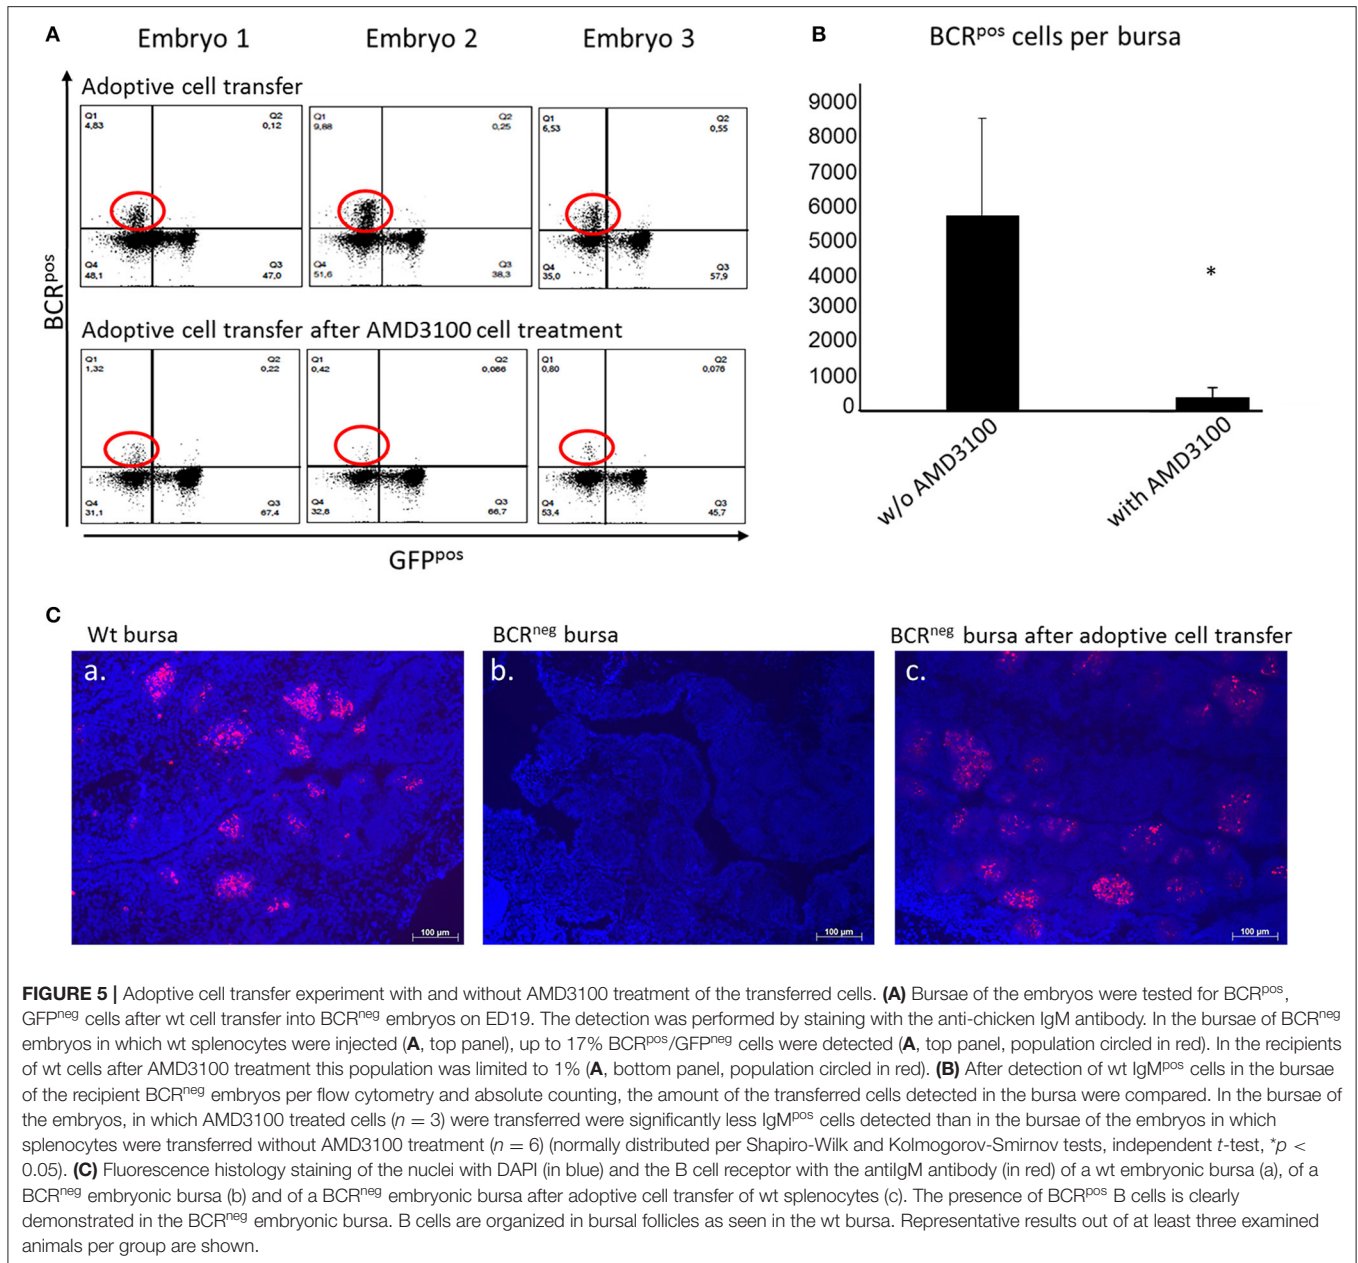 A
Embryo 1
Embryo 2
Embryo 3
Adoptive cell transfer
Q1
4,83
Q2
0,12
Q4
48,1
Q3
47,0
Q1
9,88
Q2
0,25
Q4
51,6
Q3
38,3
Q1
6,53
Q2
0,55
Q4
35,0
Q3
57,9
Adoptive cell transfer after AMD3100 cell treatment
Q1
1,32
Q2
0,22
Q4
31,1
Q3
67,4
Q1
0,42
Q2
0,066
Q4
32,8
Q3
66,7
Q1
0,80
Q2
0,076
Q4
53,4
Q3
45,7
BCRpos
GFPpos
B
BCRpos cells per bursa
9000
8000
7000
6000
5000
4000
3000
2000
1000
0
*
w/o AMD3100
with AMD3100
C
Wt bursa
a.
100 µm
BCRneg bursa
b.
100 µm
BCRneg bursa after adoptive cell transfer
c.
100 µm
FIGURE 5 | Adoptive cell transfer experiment with and without AMD3100 treatment of the transferred cells. (A) Bursae of the embryos were tested for BCRpos,
GFPneg cells after wt cell transfer into BCRneg embryos on ED19. The detection was performed by staining with the anti-chicken IgM antibody. In the bursae of BCRneg
embryos in which wt splenocytes were injected (A, top panel), up to 17% BCRpos/GFPneg cells were detected (A, top panel, population circled in red). In the recipients
of wt cells after AMD3100 treatment this population was limited to 1% (A, bottom panel, population circled in red). (B) After detection of wt IgMpos cells in the bursae
of the recipient BCRneg embryos per flow cytometry and absolute counting, the amount of the transferred cells detected in the bursa were compared. In the bursae of
the embryos, in which AMD3100 treated cells (n = 3) were transferred were significantly less IgMpos cells detected than in the bursae of the embryos in which
splenocytes were transferred without AMD3100 treatment (n = 6) (normally distributed per Shapiro-Wilk and Kolmogorov-Smirnov tests, independent t-test, *p <
0.05). (C) Fluorescence histology staining of the nuclei with DAPI (in blue) and the B cell receptor with the antiIgM antibody (in red) of a wt embryonic bursa (a), of a
BCRneg embryonic bursa (b) and of a BCRneg embryonic bursa after adoptive cell transfer of wt splenocytes (c). The presence of BCRpos B cells is clearly
demonstrated in the BCRneg embryonic bursa. B cells are organized in bursal follicles as seen in the wt bursa. Representative results out of at least three examined
animals per group are shown.